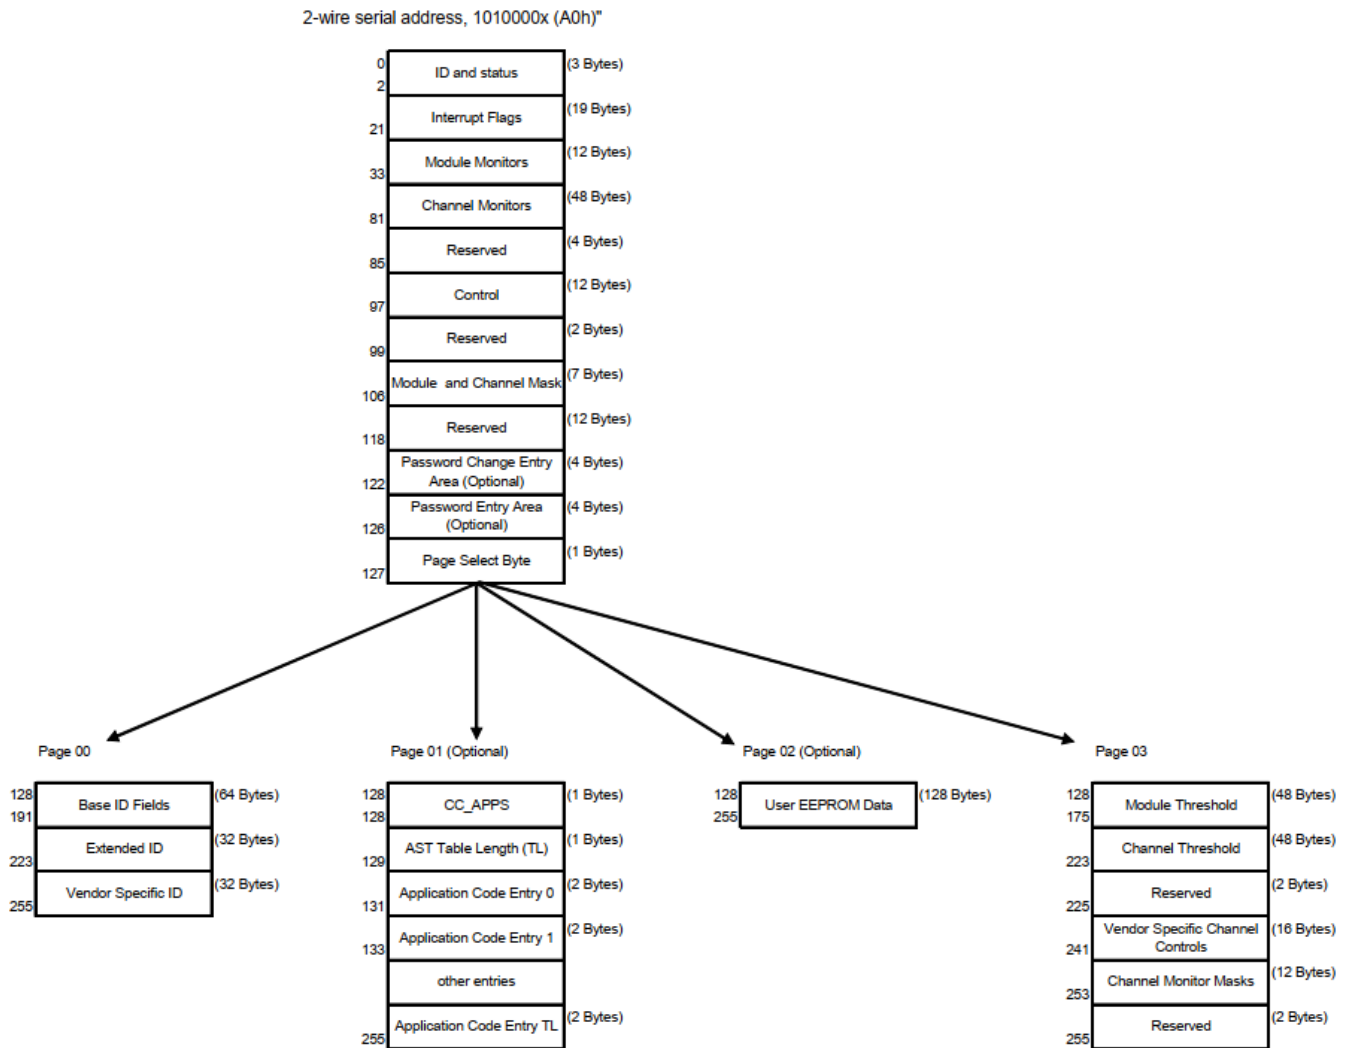 2-wire serial address, 1010000x (A0h)"
0
ID and status
(3 Bytes)
2
Interrupt Flags
(19 Bytes)
21
Module Monitors
(12 Bytes)
33
Channel Monitors
(48 Bytes)
81
Reserved
(4 Bytes)
85
Control
(12 Bytes)
97
Reserved
(2 Bytes)
99
Module and Channel Mask
(7 Bytes)
106
Reserved
(12 Bytes)
118
Password Change Entry
Area (Optional)
(4 Bytes)
122
Password Entry Area
(Optional)
(4 Bytes)
126
Page Select Byte
(1 Bytes)
127
Page 00
128
Base ID Fields
(64 Bytes)
191
Extended ID
(32 Bytes)
223
Vendor Specific ID
(32 Bytes)
255
Page 01 (Optional)
128
CC_APPS
(1 Bytes)
128
AST Table Length (TL)
(1 Bytes)
129
Application Code Entry 0
(2 Bytes)
131
Application Code Entry 1
(2 Bytes)
133
other entries
Application Code Entry TL
(2 Bytes)
255
Page 02 (Optional)
128
User EEPROM Data
(128 Bytes)
255
Page 03
128
Module Threshold
(48 Bytes)
175
Channel Threshold
(48 Bytes)
223
Reserved
(2 Bytes)
225
Vendor Specific Channel
Controls
(16 Bytes)
241
Channel Monitor Masks
(12 Bytes)
253
Reserved
(2 Bytes)
255